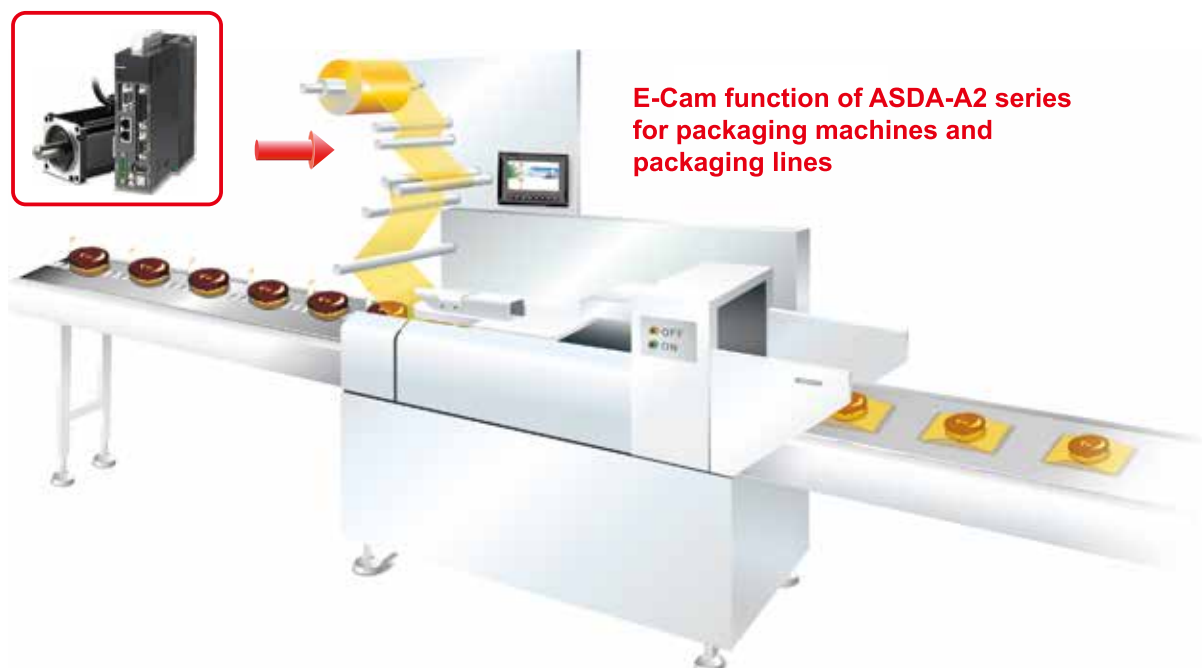 E-Cam function of ASDA-A2 series
for packaging machines and
packaging lines
OFF
ON